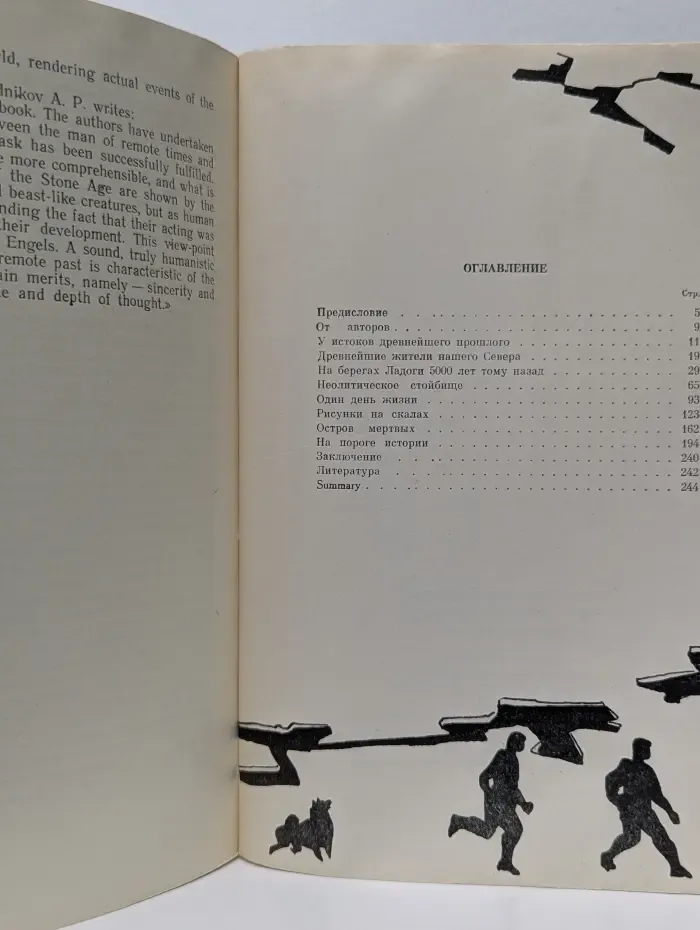 rld, rendering actual events of the
dnikov A. P. writes:
book. The authors have undertaken
ween the man of remote times and
ask has been successfully fulfilled.
e more comprehensible, and what is
the Stone Age are shown by the
beast-like creatures, but as human
nding the fact that their acting was
their development. This view-point
Engels. A sound, truly humanistic
remote past is characteristic of the
ain merits, namely — sincerity and
e and depth of thought.»
ОГЛАВЛЕНИЕ
Стр.
Предисловие . . . . . . . . . . . . . . . . . . . . 5
От авторов . . . . . . . . . . . . . . . . . . . . 9
У истоков древнейшего прошлого . . . . . . . . . . . . 11
Древнейшие жители нашего Севера . . . . . . . . . . . 19
На берегах Ладоги 5000 лет тому назад . . . . . . . . . 29
Неолитическое стойбище . . . . . . . . . . . . . . . 65
Один день жизни . . . . . . . . . . . . . . . . . . 93
Рисунки на скалах . . . . . . . . . . . . . . . . . 123
Остров мертвых . . . . . . . . . . . . . . . . . . 162
На пороге истории . . . . . . . . . . . . . . . . . 194
Заключение . . . . . . . . . . . . . . . . . . . . 240
Литература . . . . . . . . . . . . . . . . . . . . 242
Summary . . . . . . . . . . . . . . . . . . . . . 244